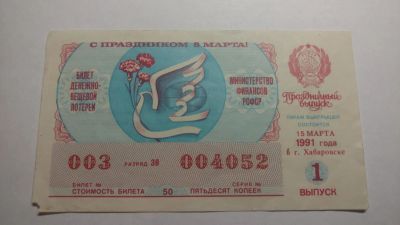 С ПРАЗДНИКОМ 8 МАРТА!
БИЛЕТ
ДЕНЕЖНО-
ВЕЩЕВОЙ
ЛОТЕРЕИ
МИНИСТЕРСТВО
ФИНАНСОВ
РСФСР
Праздничный
выпуск
ТИРАЖ ВЫИГРЫШЕЙ
СОСТОИТСЯ
15 МАРТА
1991 года
в г. Хабаровске
003 РАЗРЯД 38 004052
БИЛЕТ № СЕРИЯ №
СТОИМОСТЬ БИЛЕТА 50 ПЯТЬДЕСЯТ КОПЕЕК
1
ВЫПУСК